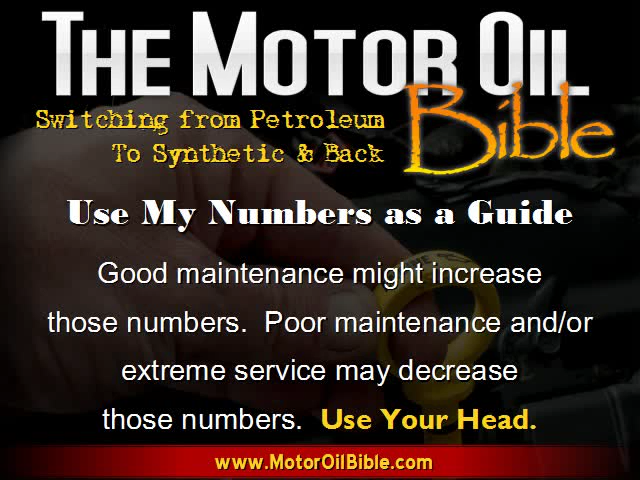 THE MOTOR OIL
Bible
Switching from Petroleum
To Synthetic & Back
Use My Numbers as a Guide
Good maintenance might increase
those numbers.  Poor maintenance and/or
extreme service may decrease
those numbers.  Use Your Head.
www.MotorOilBible.com